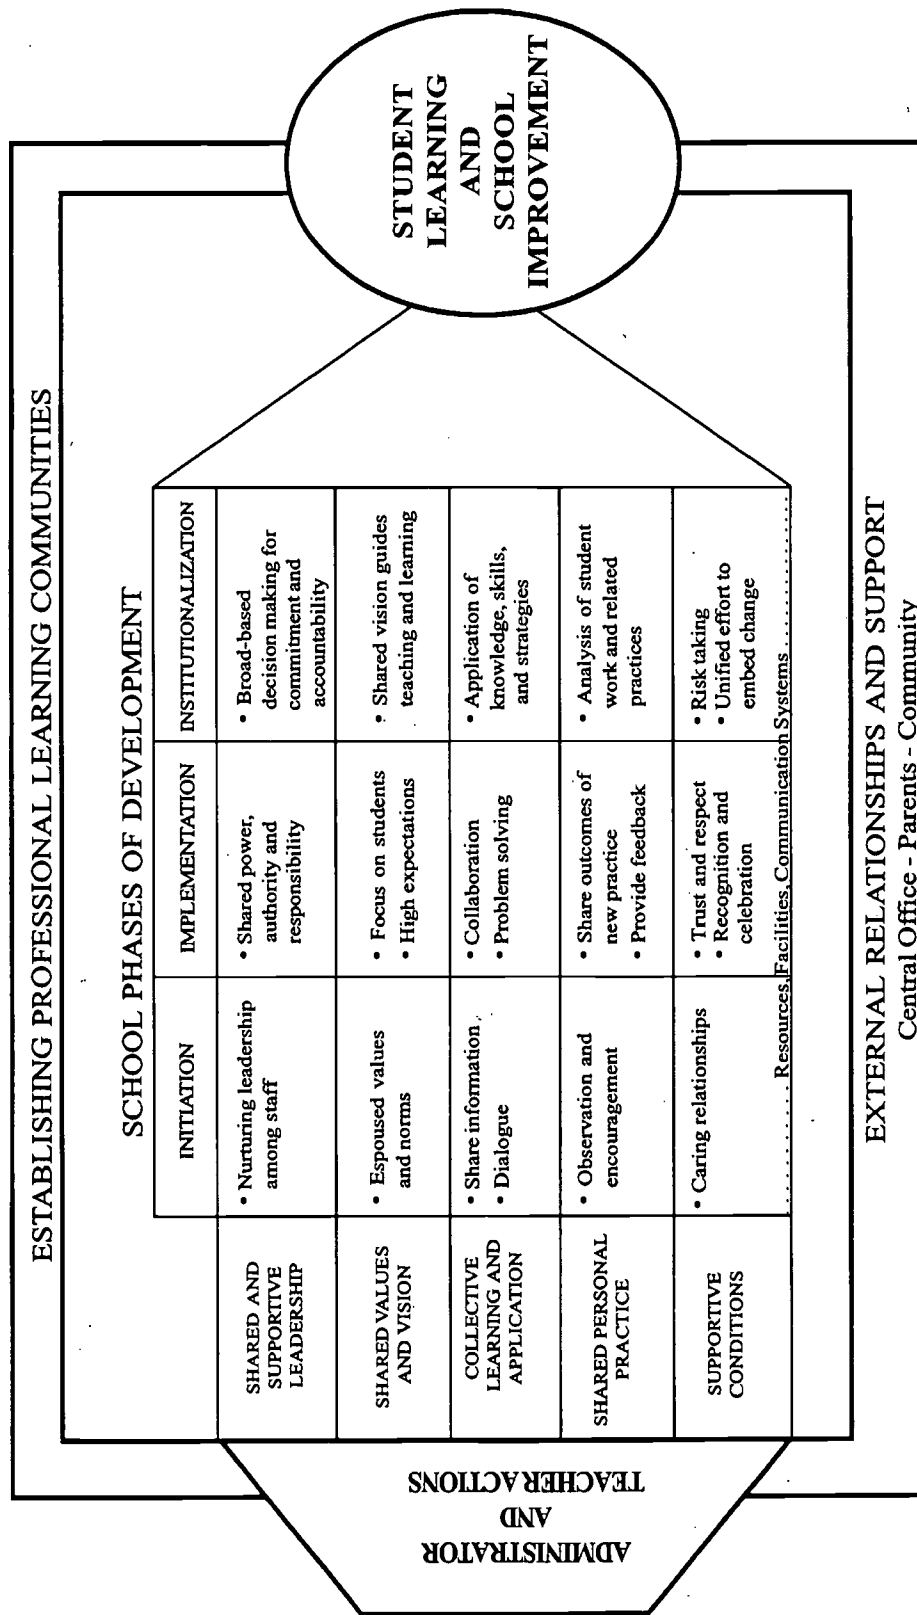 ESTABLISHING PROFESSIONAL LEARNING COMMUNITIES
SCHOOL PHASES OF DEVELOPMENT
INITIATION
IMPLEMENTATION
INSTITUTIONALIZATION
SHARED AND
SUPPORTIVE
LEADERSHIP
• Nurturing leadership
among staff
• Shared power,
authority and
responsibility
• Broad-based
decision making for
commitment and
accountability
SHARED VALUES
AND VISION
• Espoused values
and norms
• Focus on students
• High expectations
• Shared vision guides
teaching and learning
COLLECTIVE
LEARNING AND
APPLICATION
• Share information
• Dialogue
• Collaboration
• Problem solving
• Application of
knowledge, skills,
and strategies
SHARED PERSONAL
PRACTICE
• Observation and
encouragement
• Share outcomes of
new practice
• Provide feedback
• Analysis of student
work and related
practices
SUPPORTIVE
CONDITIONS
• Caring relationships
• Trust and respect
• Recognition and
celebration
• Risk taking
• Unified effort to
embed change
Resources, Facilities, Communication Systems
ADMINISTRATOR
AND
TEACHER ACTIONS
STUDENT
LEARNING
AND
SCHOOL
IMPROVEMENT
EXTERNAL RELATIONSHIPS AND SUPPORT
Central Office - Parents - Community